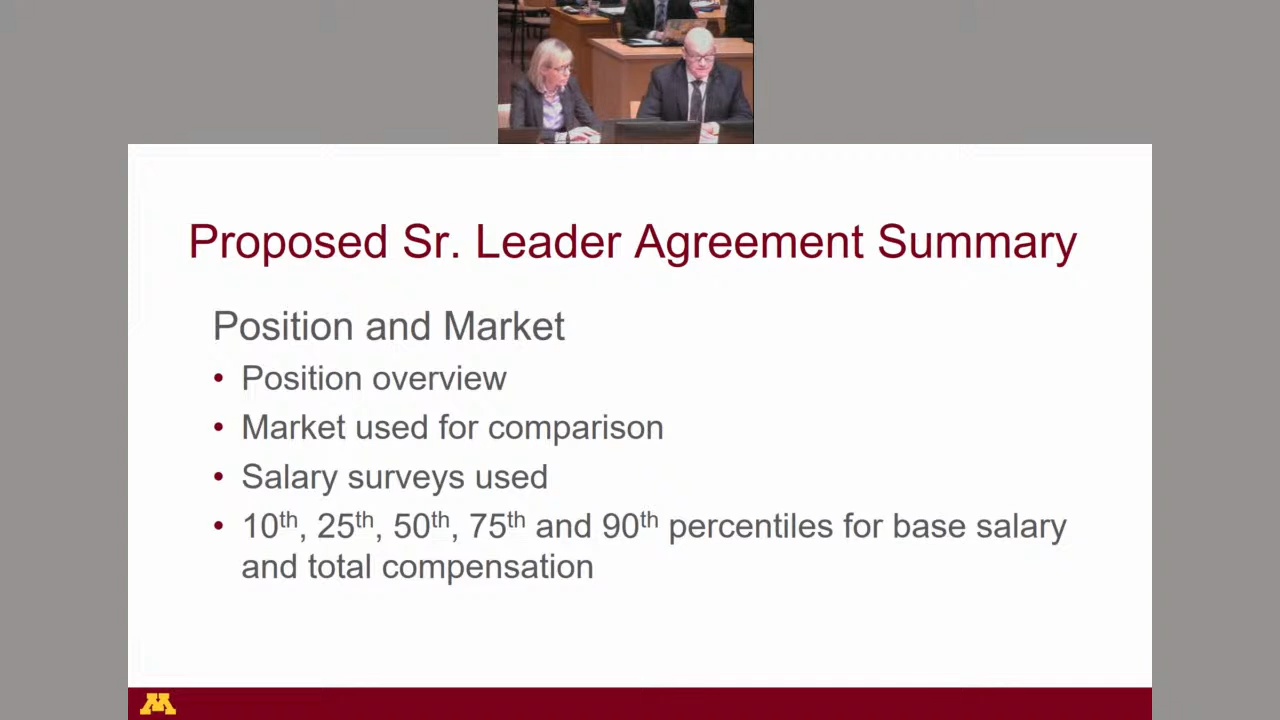 Proposed Sr. Leader Agreement Summary
Position and Market
• Position overview
• Market used for comparison
• Salary surveys used
• 10th, 25th, 50th, 75th and 90th percentiles for base salary
and total compensation
M